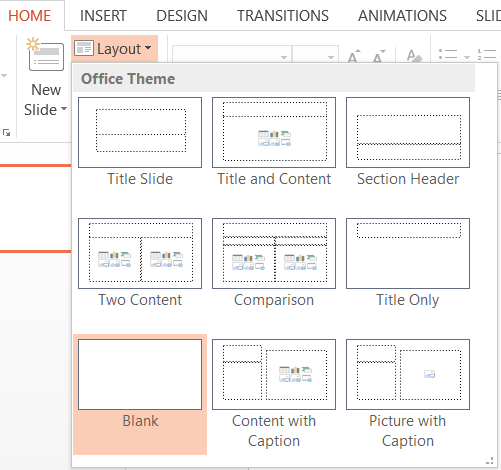 HOME INSERT DESIGN TRANSITIONS ANIMATIONS SLID
New
Slide
Layout
Office Theme
Title Slide Title and Content Section Header
Two Content Comparison Title Only
Blank Content with
Caption Picture with
Caption